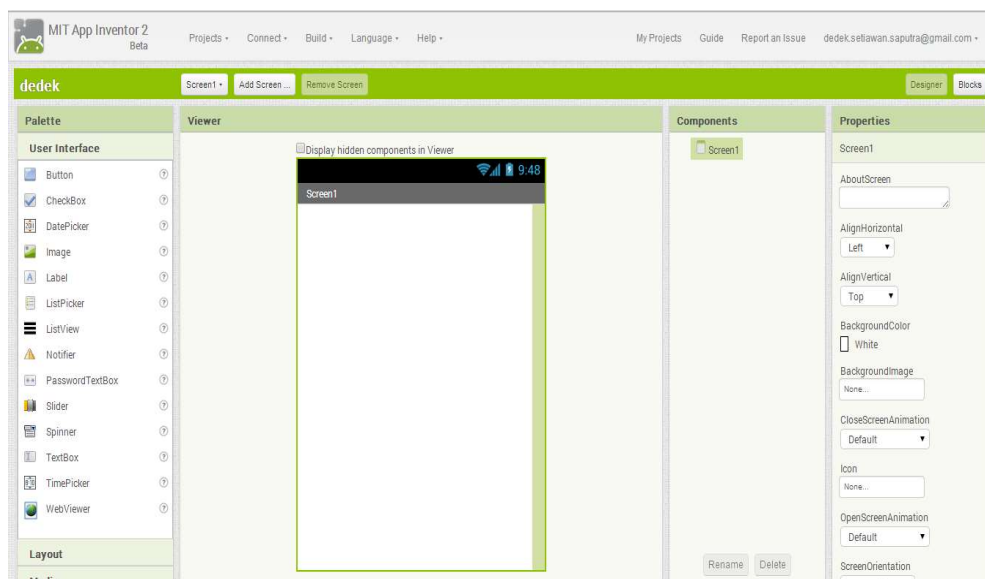 MIT App Inventor 2
Beta
Projects Connect Build Language Help My Projects Guide Report an Issue dedek.setiawan.saputra@gmail.com
dedek Screen1 Add Screen ... Remove Screen Designer Blocks
Palette
User Interface
Button
CheckBox
DatePicker
Image
Label
ListPicker
ListView
Notifier
PasswordTextBox
Slider
Spinner
TextBox
TimePicker
WebViewer
Layout
Viewer
Display hidden components in Viewer
9:48
Screen1
Components
Screen1
Rename Delete
Properties
Screen1
AboutScreen
AlignHorizontal
Left
AlignVertical
Top
BackgroundColor
White
BackgroundImage
None...
CloseScreenAnimation
Default
Icon
None...
OpenScreenAnimation
Default
ScreenOrientation